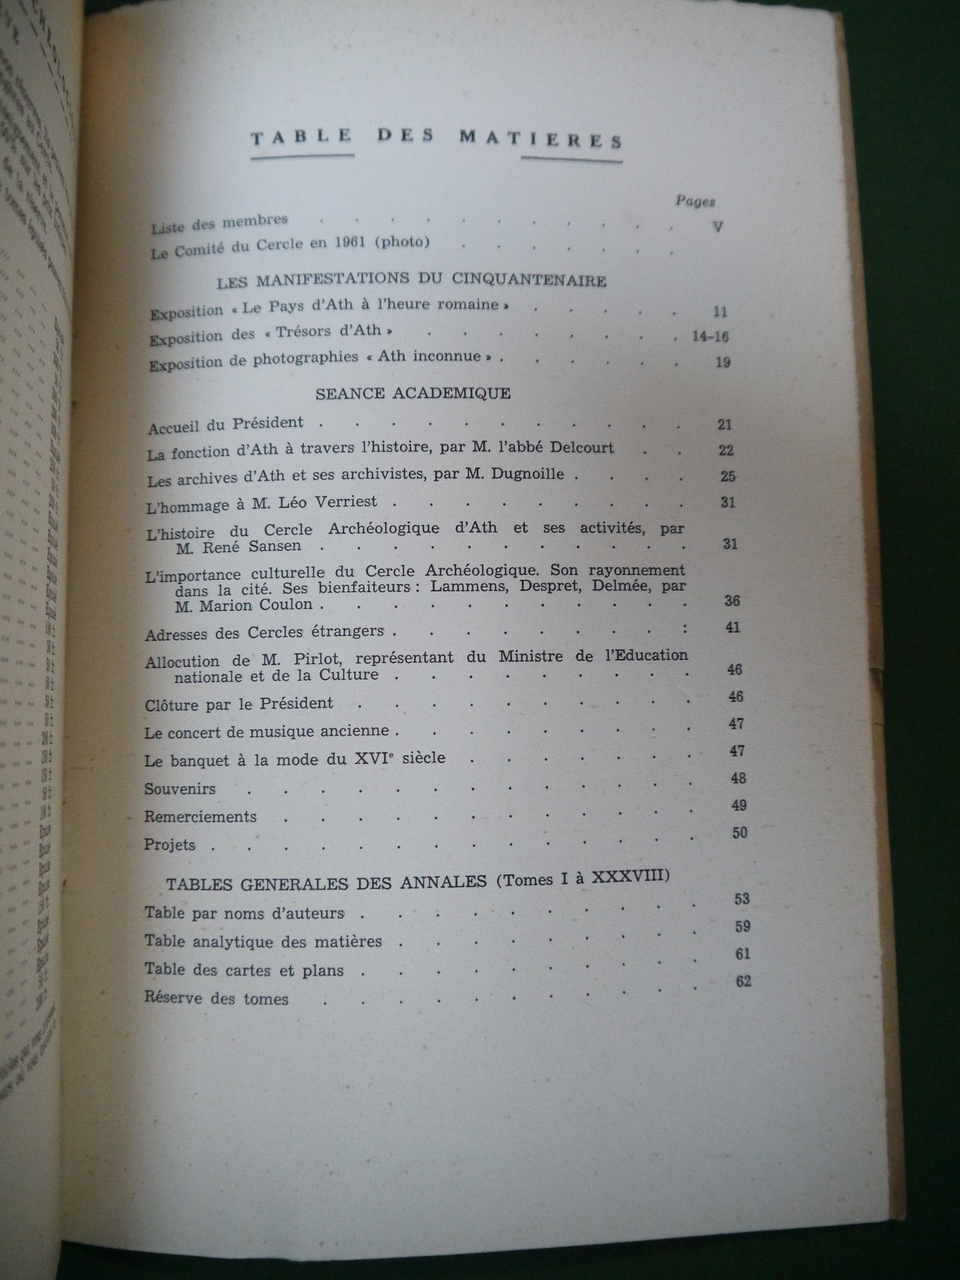 TABLE DES MATIERES
Pages
Liste des membres . . . . . . . . . . V
Le Comité du Cercle en 1961 (photo) . . . . . .
LES MANIFESTATIONS DU CINQUANTENAIRE
Exposition « Le Pays d'Ath à l'heure romaine » . . . . . 11
Exposition des « Trésors d'Ath » . . . . . . . . 14-16
Exposition de photographies « Ath inconnue » . . . . . . 19
SEANCE ACADEMIQUE
Accueil du Président . . . . . . . . . . . 21
La fonction d'Ath à travers l'histoire, par M. l'abbé Delcourt . . 22
Les archives d'Ath et ses archivistes, par M. Dugnoille . . . . 25
L'hommage à M. Léo Verriest . . . . . . . . . 31
L'histoire du Cercle Archéologique d'Ath et ses activités, par
M. René Sansen . . . . . . . . . . . 31
L'importance culturelle du Cercle Archéologique. Son rayonnement
dans la cité. Ses bienfaiteurs : Lammens, Despret, Delmée, par
M. Marion Coulon . . . . . . . . . . . 36
Adresses des Cercles étrangers . . . . . . . . : 41
Allocution de M. Pirlot, représentant du Ministre de l'Education
nationale et de la Culture . . . . . . . . . 46
Clôture par le Président . . . . . . . . . . 46
Le concert de musique ancienne . . . . . . . . . 47
Le banquet à la mode du XVIe siècle . . . . . . . 47
Souvenirs . . . . . . . . . . . . . 48
Remerciements . . . . . . . . . . . . 49
Projets . . . . . . . . . . . . . . 50
TABLES GENERALES DES ANNALES (Tomes I à XXXVIII)
Table par noms d'auteurs . . . . . . . . . . 53
Table analytique des matières . . . . . . . . . 59
Table des cartes et plans . . . . . . . . . . 61
Réserve des tomes . . . . . . . . . . . 62